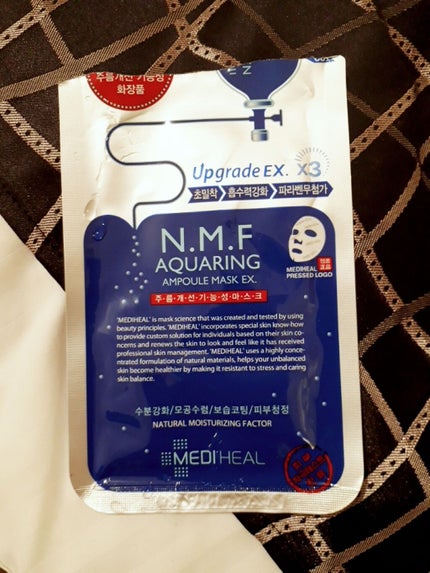 주름개선 기능성
화장품
Upgrade EX. X3
초밀착 흡수력강화 파라벤무첨가
N.M.F
AQUARING
AMPOULE MASK EX.
MEDIHEAL
PRESSED LOGO
주·름·개·선·기·능·성·마·스·크
'MEDIHEAL' is mask science that was created and tested by using
beauty principles. 'MEDIHEAL' incorporates special skin know-how
to provide custom solution for individuals based on their skin con-
cerns and renews the skin to look and feel like it has received
professional skin management. 'MEDIHEAL' uses a highly conce-
ntrated formulation of natural materials, helps your unbalanced
skin become healthier by making it resistant to stress and caring
skin balance.
수분강화/모공수렴/보습코팅/피부청정
NATURAL MOISTURIZING FACTOR
MEDIHEAL